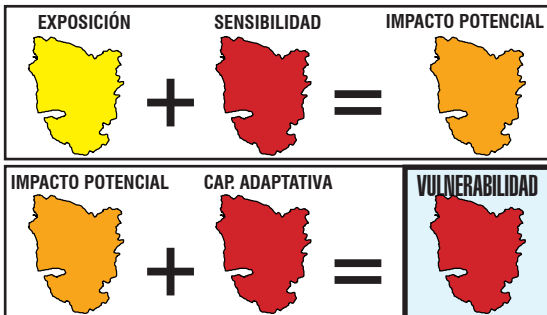 EXPOSICIÓN + SENSIBILIDAD = IMPACTO POTENCIAL
IMPACTO POTENCIAL + CAP. ADAPTATIVA = VULNERABILIDAD